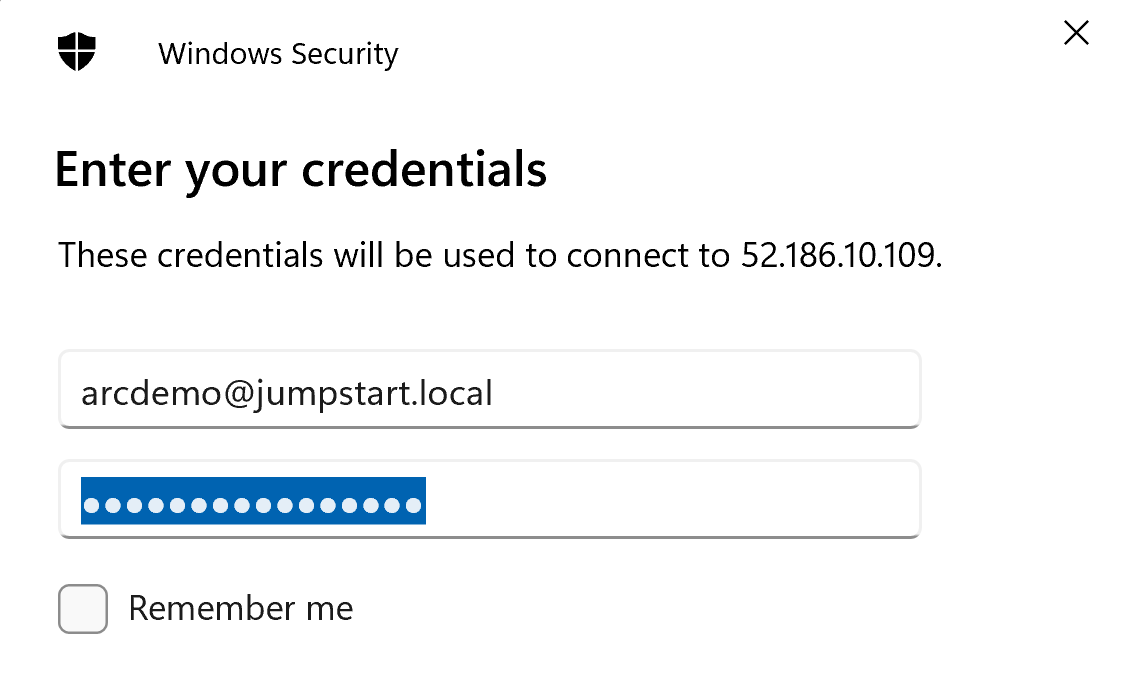 Windows Security
Enter your credentials
These credentials will be used to connect to 52.186.10.109.
arcdemo@jumpstart.local
●●●●●●●●●●●●●●●●
Remember me